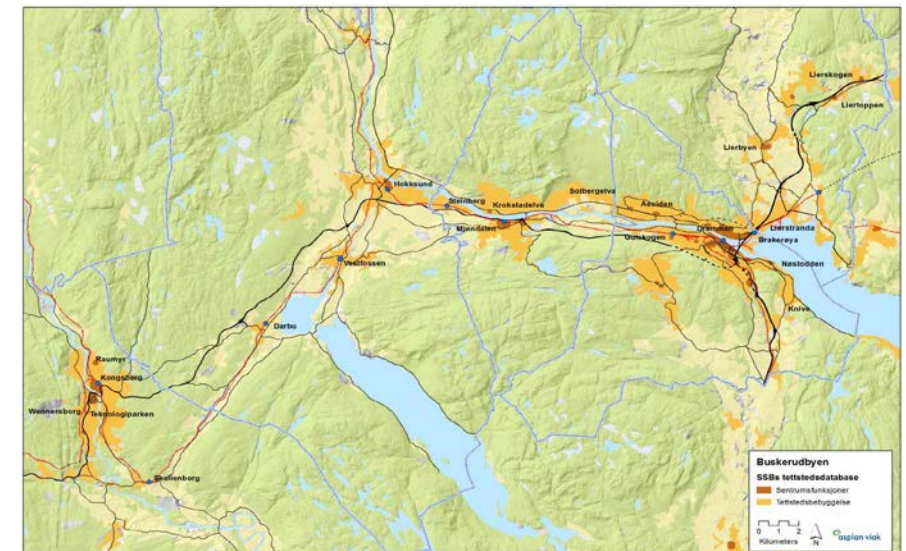 Lierskogen
Liertoppen
Lierbyen
Hokksund
Steinberg
Krokstadelva
Solbergelva
Åssiden
Mjøndalen
Gulskogen
Drammen
Lierstranda
Brakerøya
Vestfossen
Nøstodden
Knive
Darbu
Raumyr
Kongsberg
Wennersborg
Teknologiparken
Skollenborg
Buskerudbyen
SSBs tettstedsdatabase
Sentrumsfunksjoner
Tettstedsbebyggelse
0 1 2
Kilometers
N
asplan viak